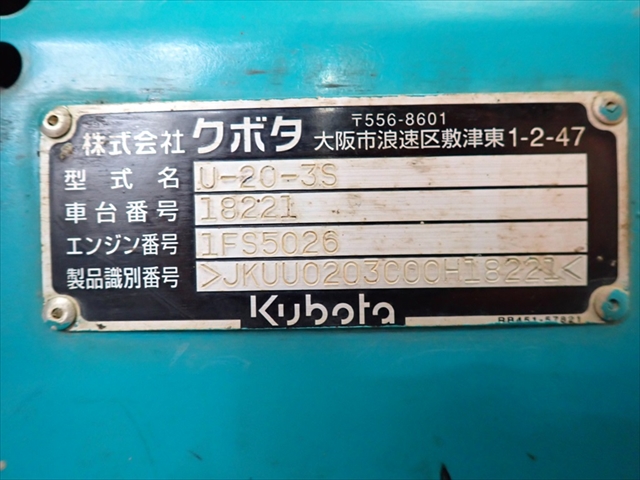 〒556-8601
株式会社 クボタ 大阪市浪速区敷津東1-2-47
型式名 U-20-3S
車台番号 18221
エンジン番号 1FS5026
製品識別番号 >JKUU0203C00H18221<
Kubota
RB451-57821